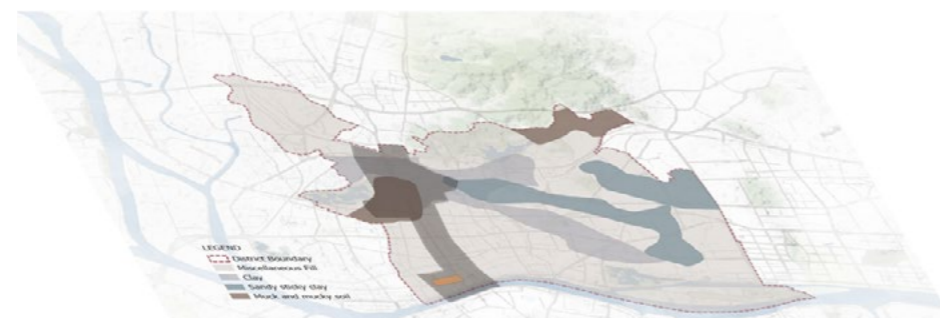 LEGEND
District Boundary
Miscellaneous Fill
Clay
Sandy sticky clay
Muck and mucky soil